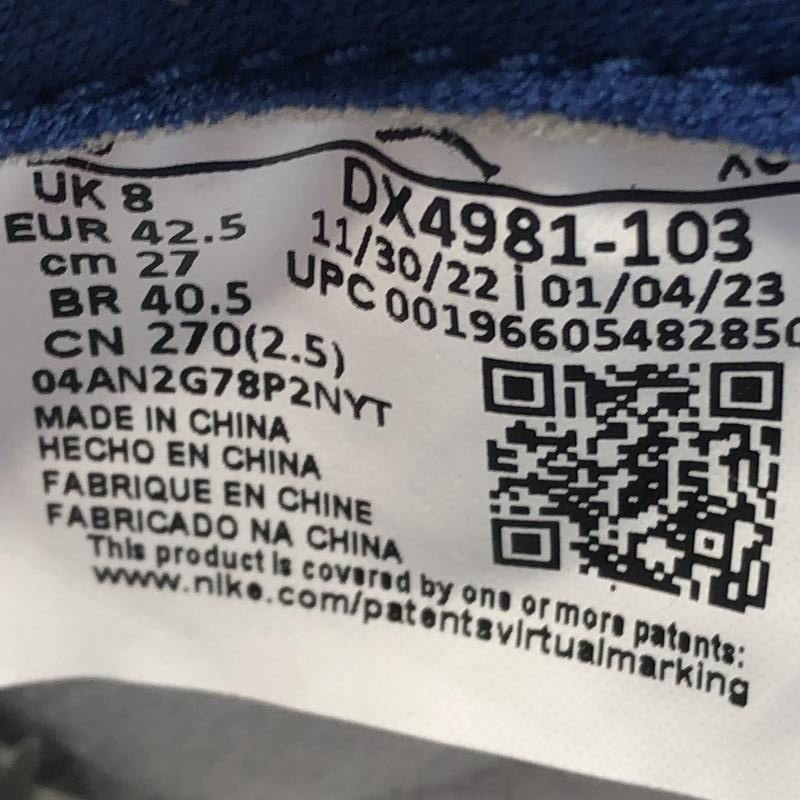 UK 8
EUR 42.5
cm 27
BR 40.5
CN 270(2.5)
04AN2G78P2NYT
DX4981-103
11/30/22 | 01/04/23
UPC 00196605482850
MADE IN CHINA
HECHO EN CHINA
FABRIQUE EN CHINE
FABRICADO NA CHINA
This product is covered by one or more patents:
www.nike.com/patentsvirtualmarking